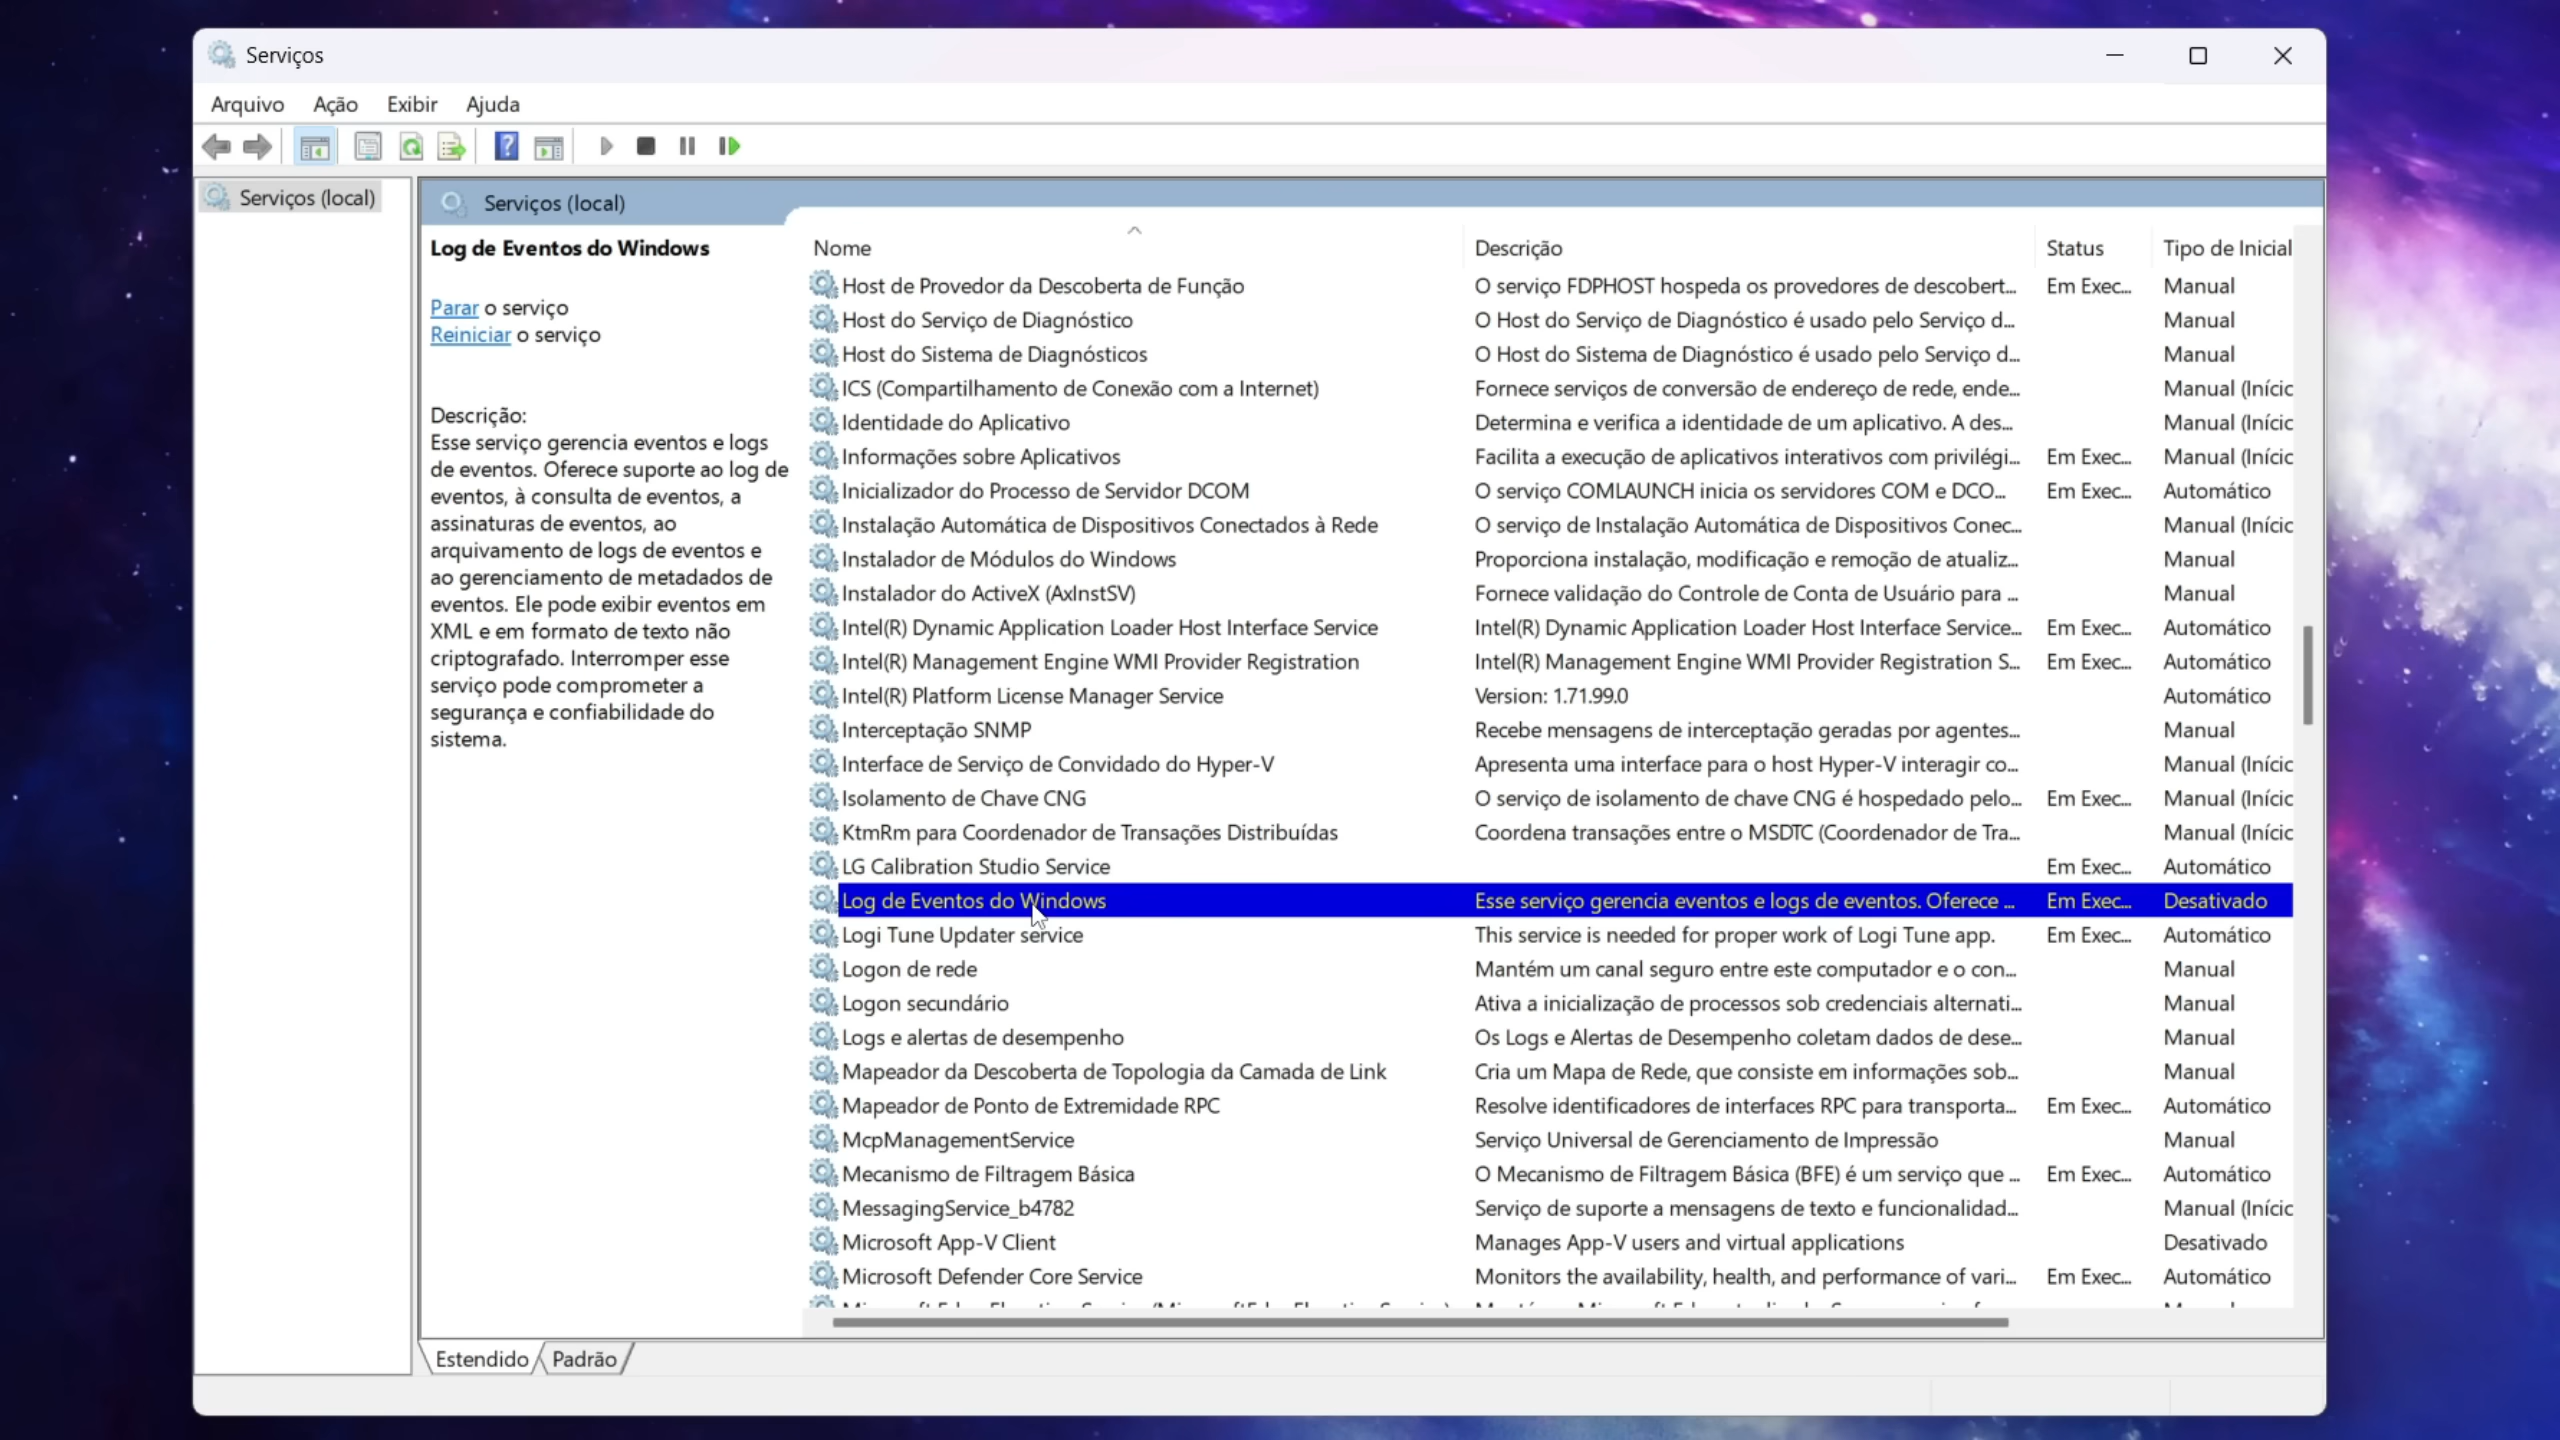 Serviços
Arquivo Ação Exibir Ajuda
Serviços (local)
Serviços (local)
Log de Eventos do Windows
Parar o serviço
Reiniciar o serviço
Descrição:
Esse serviço gerencia eventos e logs
de eventos. Oferece suporte ao log de
eventos, à consulta de eventos, a
assinaturas de eventos, ao
arquivamento de logs de eventos e
ao gerenciamento de metadados de
eventos. Ele pode exibir eventos em
XML e em formato de texto não
criptografado. Interromper esse
serviço pode comprometer a
segurança e confiabilidade do
sistema.
Nome Descrição Status Tipo de Inicial
Host de Provedor da Descoberta de Função O serviço FDPHOST hospeda os provedores de descobert... Em Exec... Manual
Host do Serviço de Diagnóstico O Host do Serviço de Diagnóstico é usado pelo Serviço d... Manual
Host do Sistema de Diagnósticos O Host do Sistema de Diagnóstico é usado pelo Serviço d... Manual
ICS (Compartilhamento de Conexão com a Internet) Fornece serviços de conversão de endereço de rede, ende... Manual (Iníc
Identidade do Aplicativo Determina e verifica a identidade de um aplicativo. A des... Manual (Iníc
Informações sobre Aplicativos Facilita a execução de aplicativos interativos com privilégi... Em Exec... Manual (Iníc
Inicializador do Processo de Servidor DCOM O serviço COMLAUNCH inicia os servidores COM e DCO... Em Exec... Automático
Instalação Automática de Dispositivos Conectados à Rede O serviço de Instalação Automática de Dispositivos Conec... Manual (Iníc
Instalador de Módulos do Windows Proporciona instalação, modificação e remoção de atualiz... Manual
Instalador do ActiveX (AxInstSV) Fornece validação do Controle de Conta de Usuário para ... Manual
Intel(R) Dynamic Application Loader Host Interface Service Intel(R) Dynamic Application Loader Host Interface Service... Em Exec... Automático
Intel(R) Management Engine WMI Provider Registration Intel(R) Management Engine WMI Provider Registration S... Em Exec... Automático
Intel(R) Platform License Manager Service Version: 1.71.99.0 Automático
Interceptação SNMP Recebe mensagens de interceptação geradas por agentes... Manual
Interface de Serviço de Convidado do Hyper-V Apresenta uma interface para o host Hyper-V interagir co... Manual (Iníc
Isolamento de Chave CNG O serviço de isolamento de chave CNG é hospedado pelo... Em Exec... Manual (Iníc
KtmRm para Coordenador de Transações Distribuídas Coordena transações entre o MSDTC (Coordenador de Tra... Manual (Iníc
LG Calibration Studio Service Em Exec... Automático
Log de Eventos do Windows Esse serviço gerencia eventos e logs de eventos. Oferece ... Em Exec... Desativado
Logi Tune Updater service This service is needed for proper work of Logi Tune app. Em Exec... Automático
Logon de rede Mantém um canal seguro entre este computador e o con... Manual
Logon secundário Ativa a inicialização de processos sob credenciais alternati... Manual
Logs e alertas de desempenho Os Logs e Alertas de Desempenho coletam dados de dese... Manual
Mapeador da Descoberta de Topologia da Camada de Link Cria um Mapa de Rede, que consiste em informações sob... Manual
Mapeador de Ponto de Extremidade RPC Resolve identificadores de interfaces RPC para transporta... Em Exec... Automático
McpManagementService Serviço Universal de Gerenciamento de Impressão Manual
Mecanismo de Filtragem Básica O Mecanismo de Filtragem Básica (BFE) é um serviço que ... Em Exec... Automático
MessagingService_b4782 Serviço de suporte a mensagens de texto e funcionalidad... Manual (Iníc
Microsoft App-V Client Manages App-V users and virtual applications Desativado
Microsoft Defender Core Service Monitors the availability, health, and performance of vari... Em Exec... Automático
Estendido Padrão